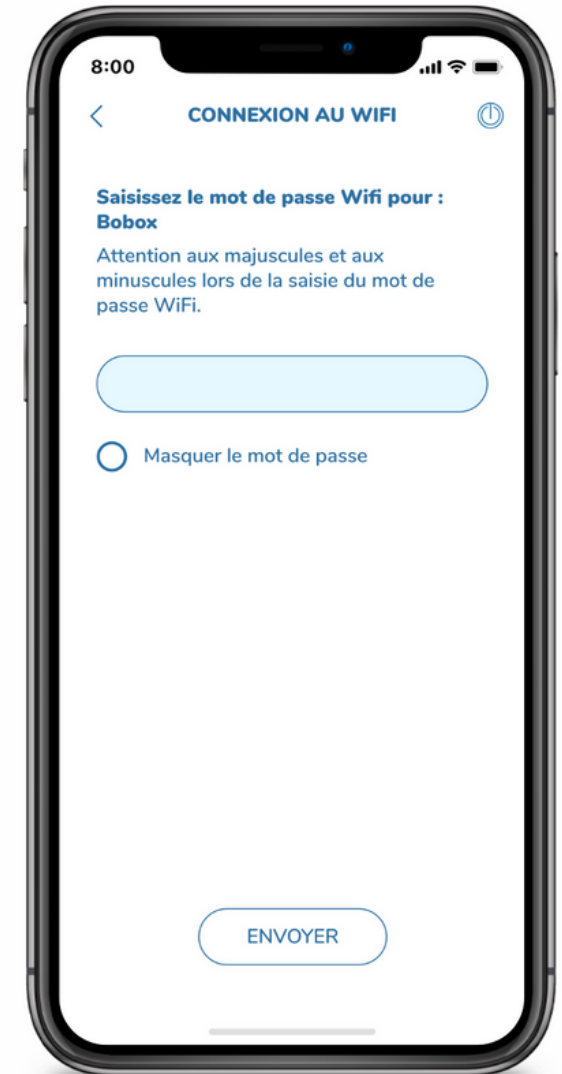 8:00
CONNEXION AU WIFI
Saisissez le mot de passe Wifi pour :
Bobox
Attention aux majuscules et aux
minuscules lors de la saisie du mot de
passe WiFi.
Masquer le mot de passe
ENVOYER